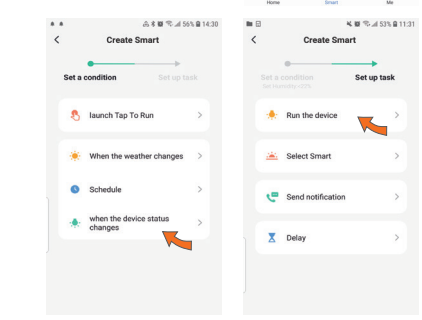 Home Smart Me
56% 14:30
Create Smart
Set a condition Set up task
launch Tap To Run
When the weather changes
Schedule
when the device status
changes
53% 11:31
Create Smart
Set a condition Set up task
Run the device
Select Smart
Send notification
Delay